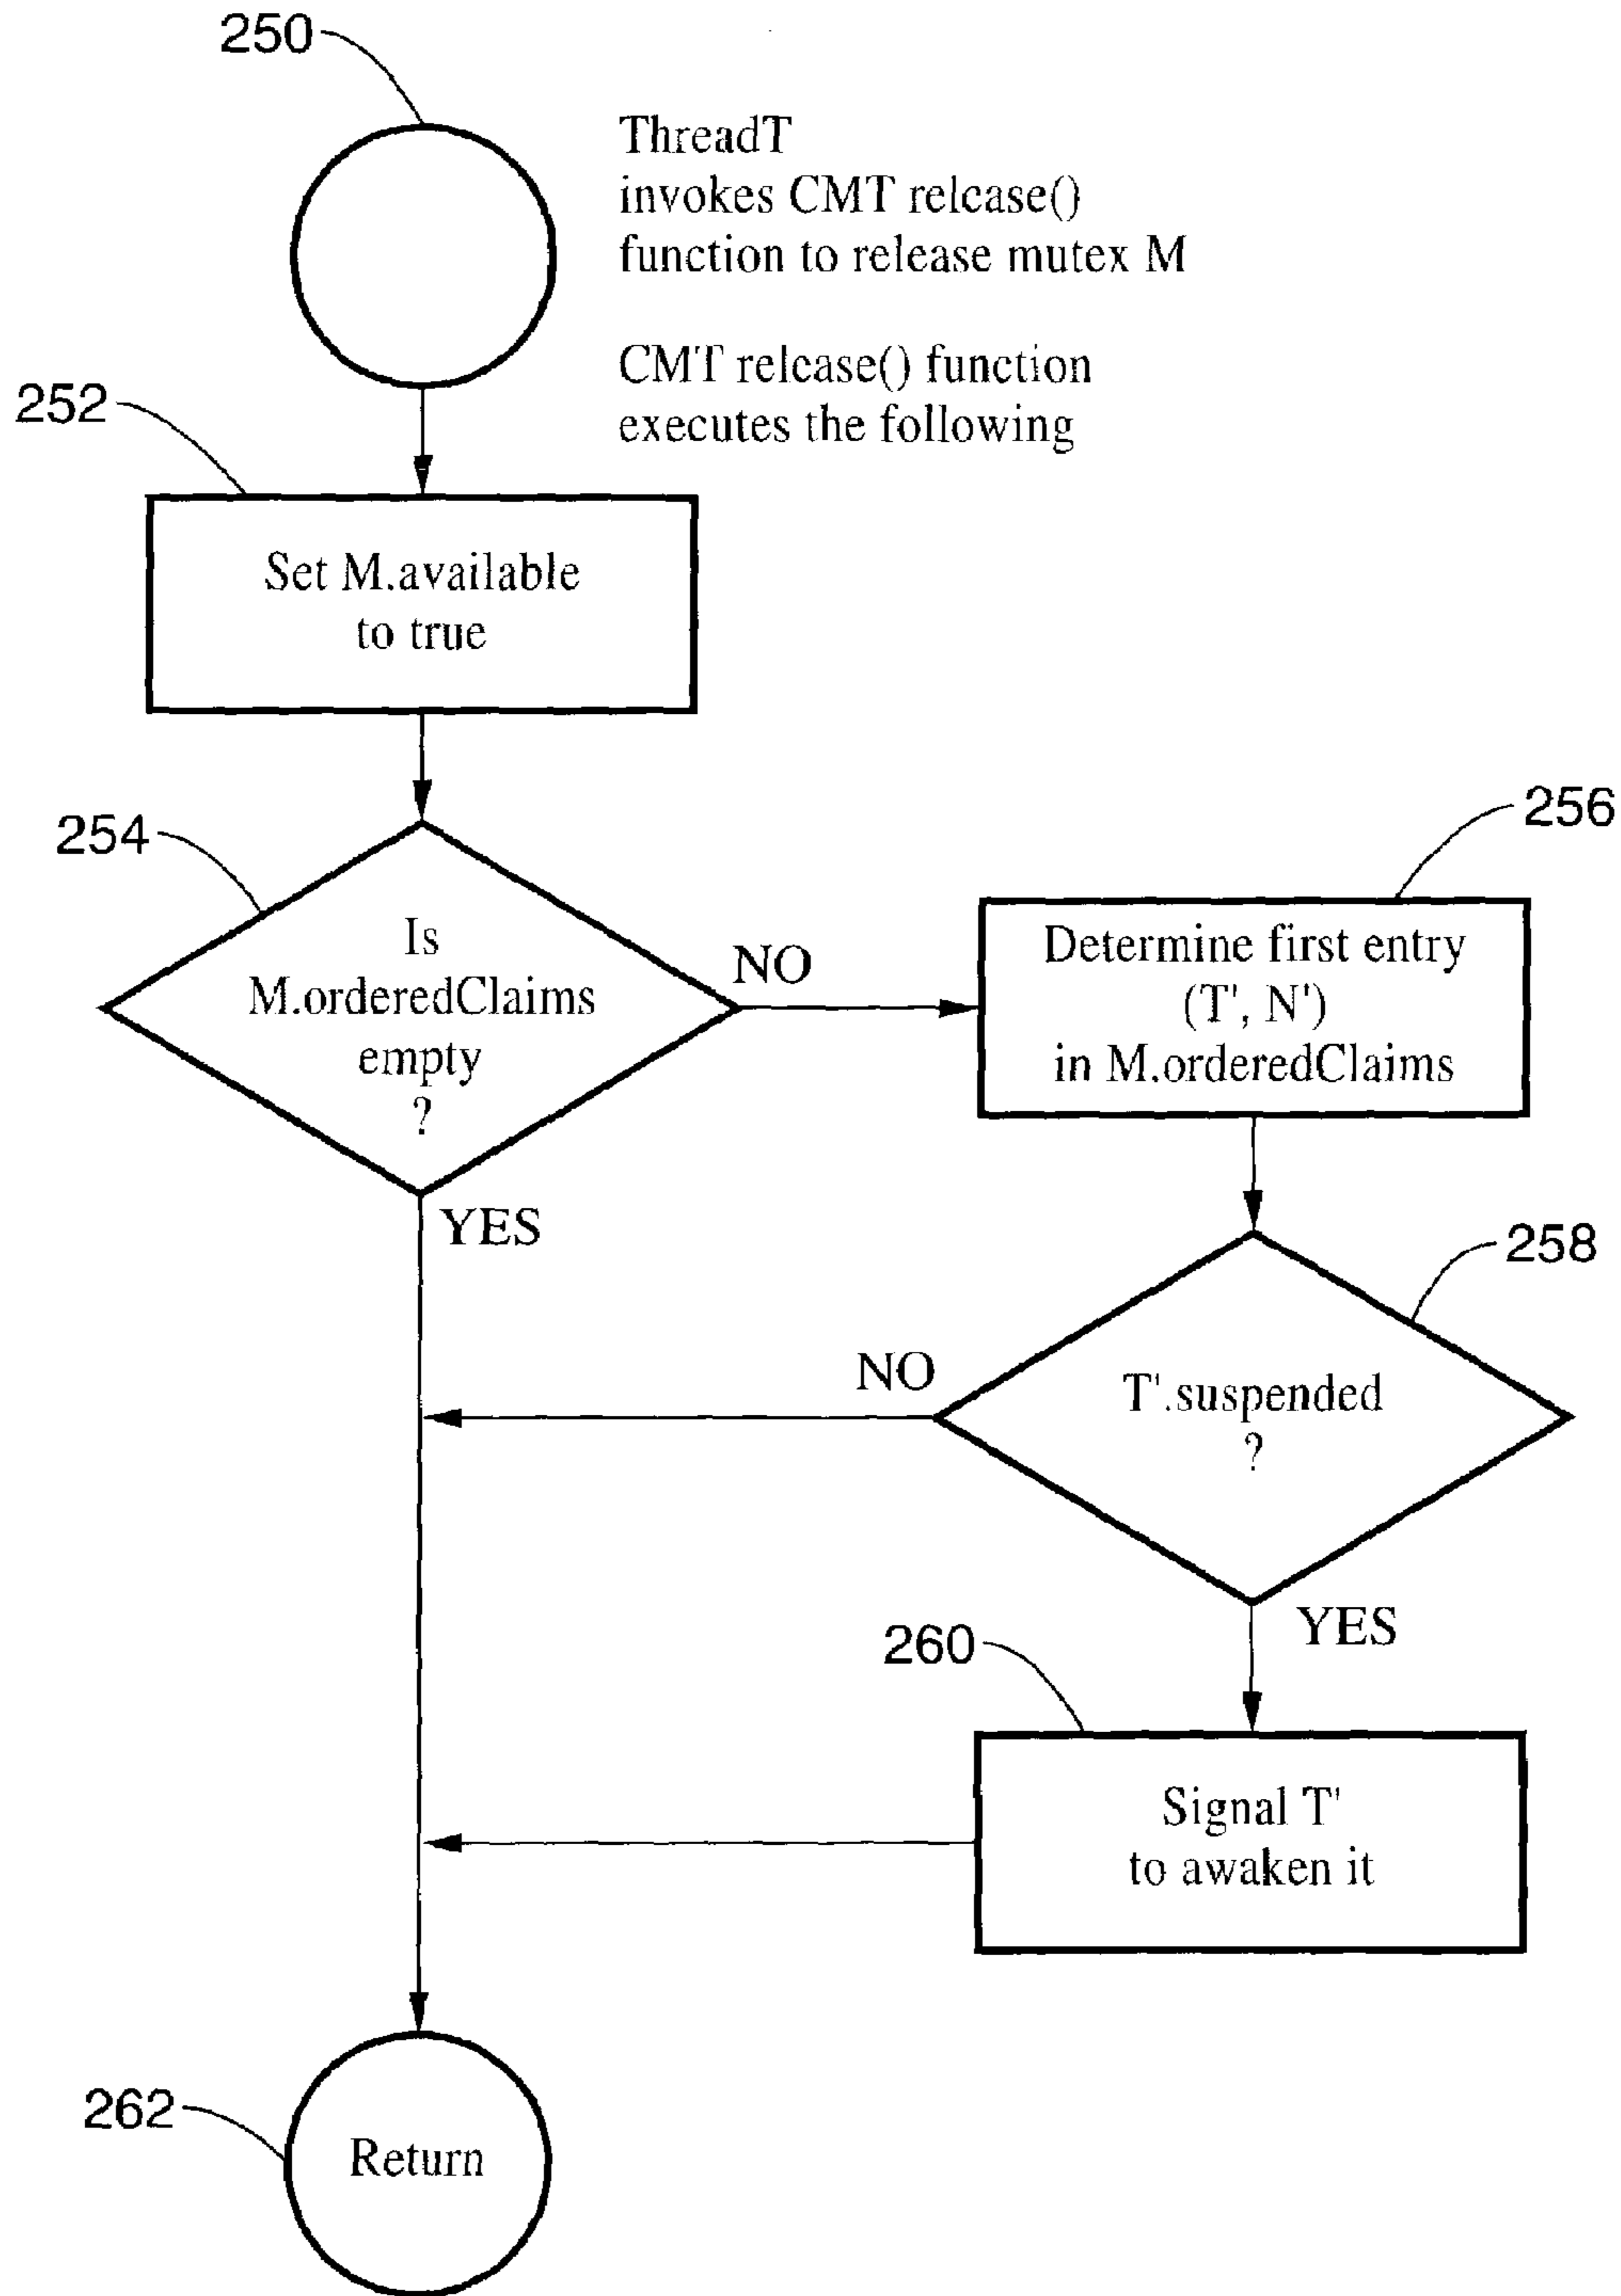 250
ThreadT
invokes CMT release()
function to release mutex M
CMT release() function
executes the following
252
Set M.available
to true
254
Is
M.orderedClaims
empty
?
NO
YES
256
Determine first entry
(T', N')
in M.orderedClaims
258
T'.suspended
?
NO
YES
260
Signal T'
to awaken it
262
Return